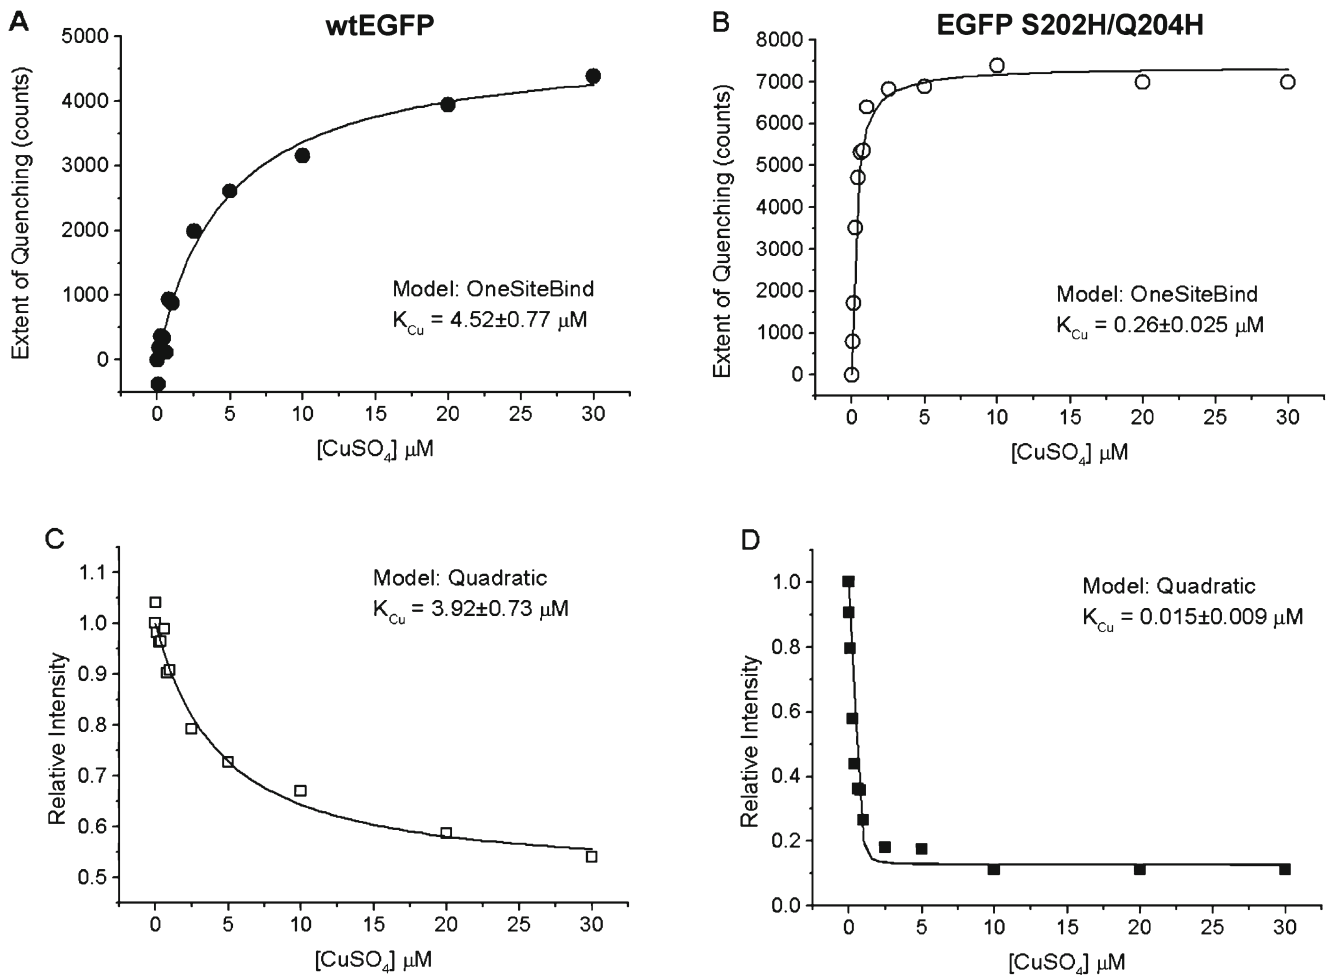 A
wtEGFP
Extent of Quenching (counts)
5000
4000
3000
2000
1000
0
Model: OneSiteBind
K_Cu = 4.52±0.77 μM
0 5 10 15 20 25 30
[CuSO4] μM
B
EGFP S202H/Q204H
Extent of Quenching (counts)
8000
7000
6000
5000
4000
3000
2000
1000
0
Model: OneSiteBind
K_Cu = 0.26±0.025 μM
0 5 10 15 20 25 30
[CuSO4] μM
C
Relative Intensity
1.1
1.0
0.9
0.8
0.7
0.6
0.5
Model: Quadratic
K_Cu = 3.92±0.73 μM
0 5 10 15 20 25 30
[CuSO4] μM
D
Relative Intensity
1.0
0.8
0.6
0.4
0.2
0.0
Model: Quadratic
K_Cu = 0.015±0.009 μM
0 5 10 15 20 25 30
[CuSO4] μM